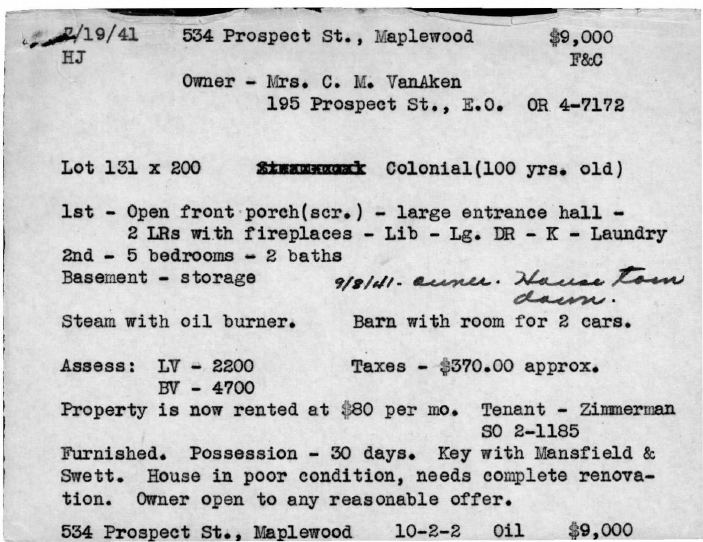 /19/41 534 Prospect St., Maplewood $9,000
HJ F&C
Owner - Mrs. C. M. VanAken
195 Prospect St., E.O. OR 4-7172
Lot 131 x 200 Colonial(100 yrs. old)
1st - Open front porch(scr.) - large entrance hall -
2 LRs with fireplaces - Lib - Lg. DR - K - Laundry
2nd - 5 bedrooms - 2 baths
Basement - storage 9/8/41 - owner. House torn
down.
Steam with oil burner. Barn with room for 2 cars.
Assess: LV - 2200 Taxes - $370.00 approx.
BV - 4700
Property is now rented at $80 per mo. Tenant - Zimmerman
SO 2-1185
Furnished. Possession - 30 days. Key with Mansfield &
Swett. House in poor condition, needs complete renova-
tion. Owner open to any reasonable offer.
534 Prospect St., Maplewood 10-2-2 Oil $9,000